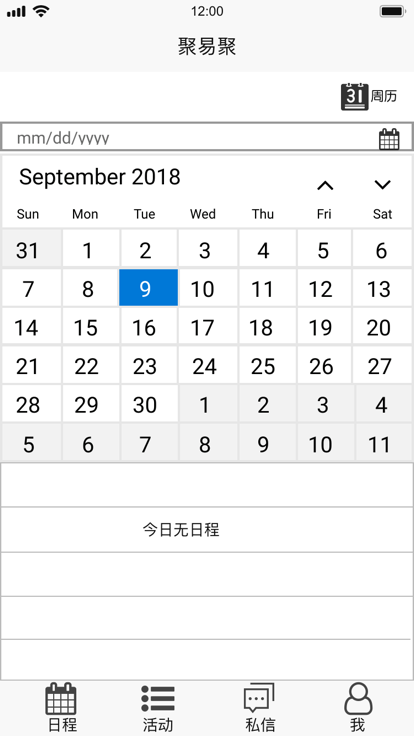 12:00
聚易聚
31 周历
mm/dd/yyyy
September 2018
Sun Mon Tue Wed Thu Fri Sat
31 1 2 3 4 5 6
7 8 9 10 11 12 13
14 15 16 17 18 19 20
21 22 23 24 25 26 27
28 29 30 1 2 3 4
5 6 7 8 9 10 11
今日无日程
日程 活动 私信 我